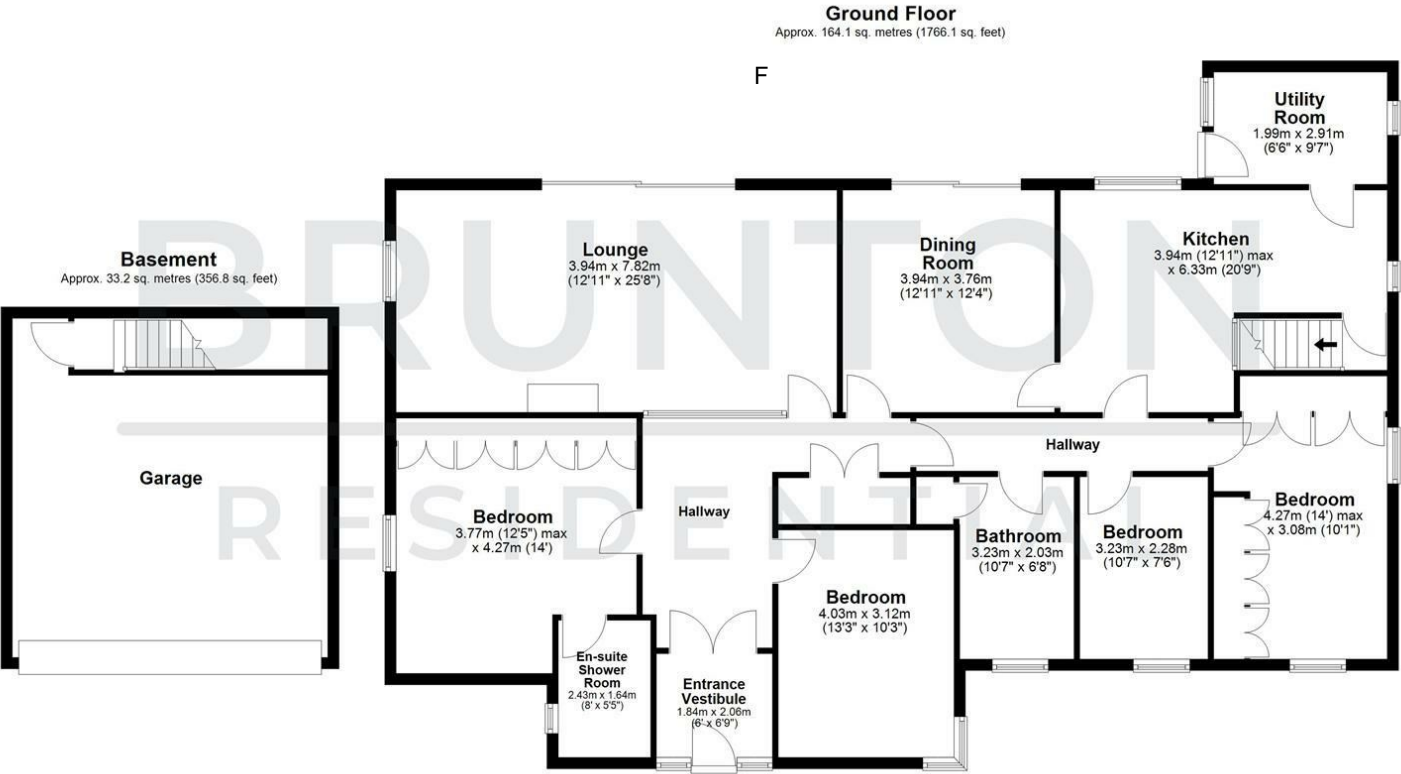 Ground Floor
Approx. 164.1 sq. metres (1766.1 sq. feet)
F
Utility
Room
1.99m x 2.91m
(6'6" x 9'7")
BRUNTON
RESIDENTIAL
Basement
Approx. 33.2 sq. metres (356.8 sq. feet)
Garage
Lounge
3.94m x 7.82m
(12'11" x 25'8")
Dining
Room
3.94m x 3.76m
(12'11" x 12'4")
Kitchen
3.94m (12'11") max
x 6.33m (20'9")
Hallway
Bedroom
3.77m (12'5") max
x 4.27m (14')
Hallway
Bathroom
3.23m x 2.03m
(10'7" x 6'8")
Bedroom
3.23m x 2.28m
(10'7" x 7'6")
Bedroom
4.27m (14') max
x 3.08m (10'1")
Bedroom
4.03m x 3.12m
(13'3" x 10'3")
En-suite
Shower
Room
2.43m x 1.64m
(8' x 5'5")
Entrance
Vestibule
1.84m x 2.06m
(6' x 6'9")